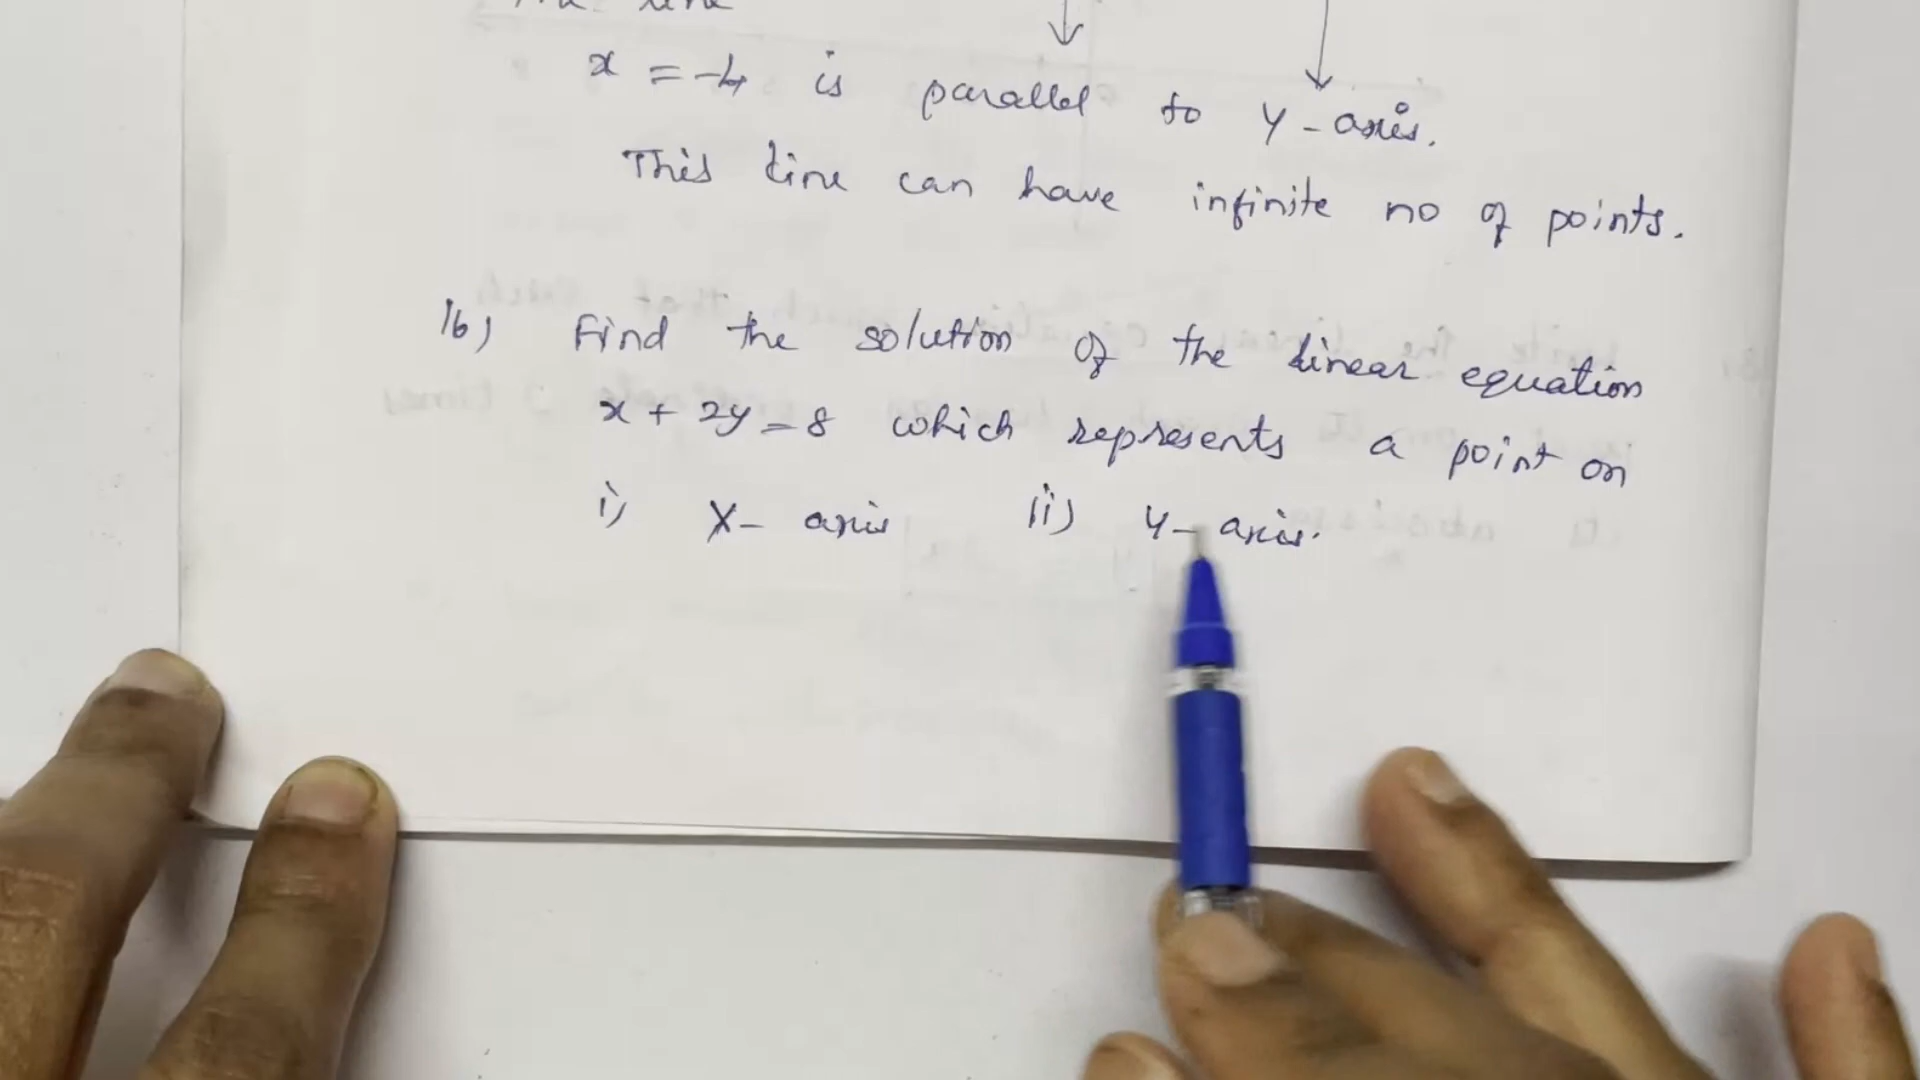 x = -4 is parallel to y-axis.
This line can have infinite no of points.
16) Find the solution of the linear equation
x + 2y = 8 which represents a point on
i) X- axis (ii) Y- axis.